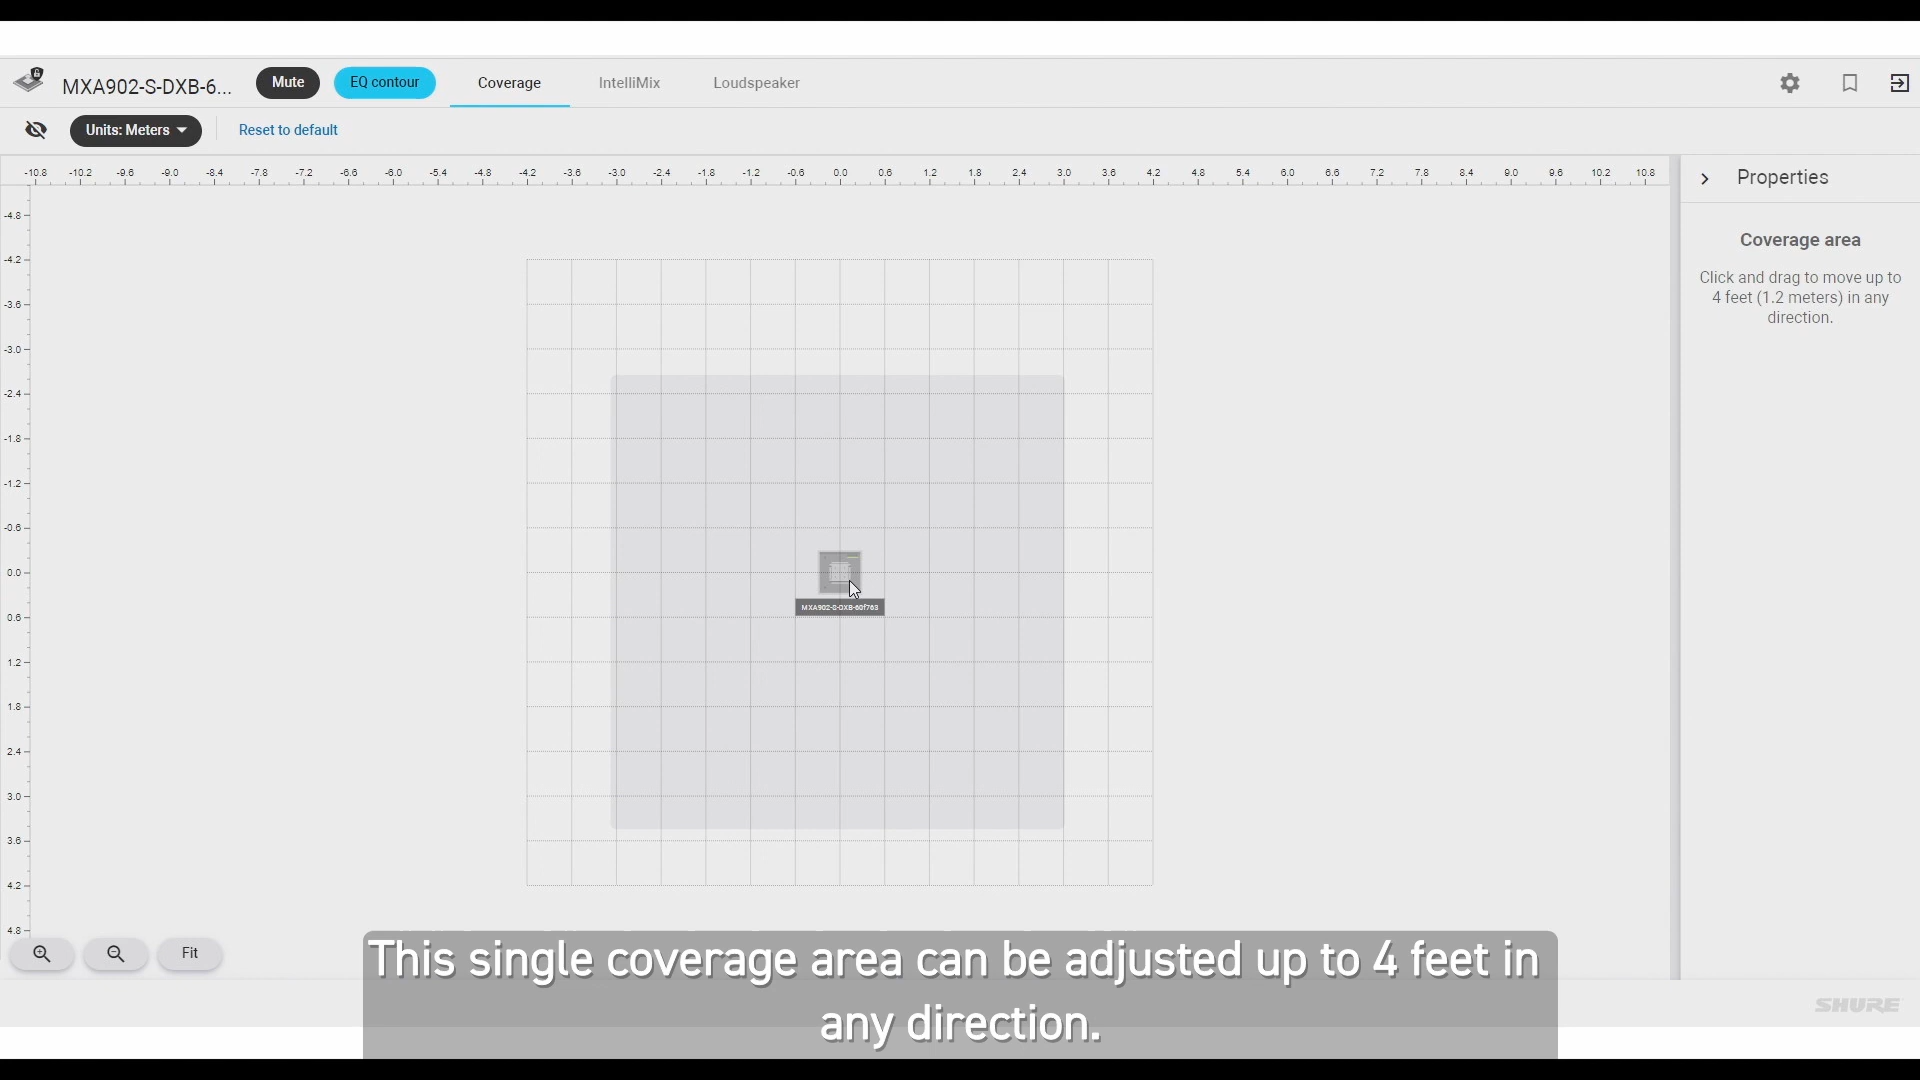 MXA902-S-DXB-6...
Mute
EQ contour
Coverage
IntelliMix
Loudspeaker
Units: Meters
Reset to default
-10.8 -10.2 -9.6 -9.0 -8.4 -7.8 -7.2 -6.6 -6.0 -5.4 -4.8 -4.2 -3.6 -3.0 -2.4 -1.8 -1.2 -0.6 0.0 0.6 1.2 1.8 2.4 3.0 3.6 4.2 4.8 5.4 6.0 6.6 7.2 7.8 8.4 9.0 9.6 10.2 10.8
-4.8
-4.2
-3.6
-3.0
-2.4
-1.8
-1.2
-0.6
0.0
0.6
1.2
1.8
2.4
3.0
3.6
4.2
4.8
MXA902-S-DXB-60f763
Properties
Coverage area
Click and drag to move up to
4 feet (1.2 meters) in any
direction.
Fit
SHURE
This single coverage area can be adjusted up to 4 feet in
any direction.